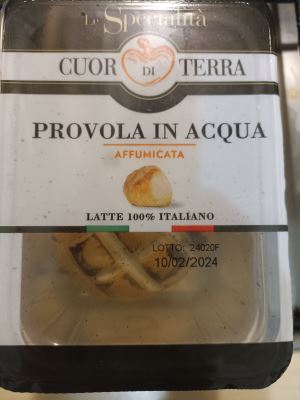 Le Specialità
CUOR DI TERRA
PROVOLA IN ACQUA
AFFUMICATA
LATTE 100% ITALIANO
LOTTO: 24020F
10/02/2024